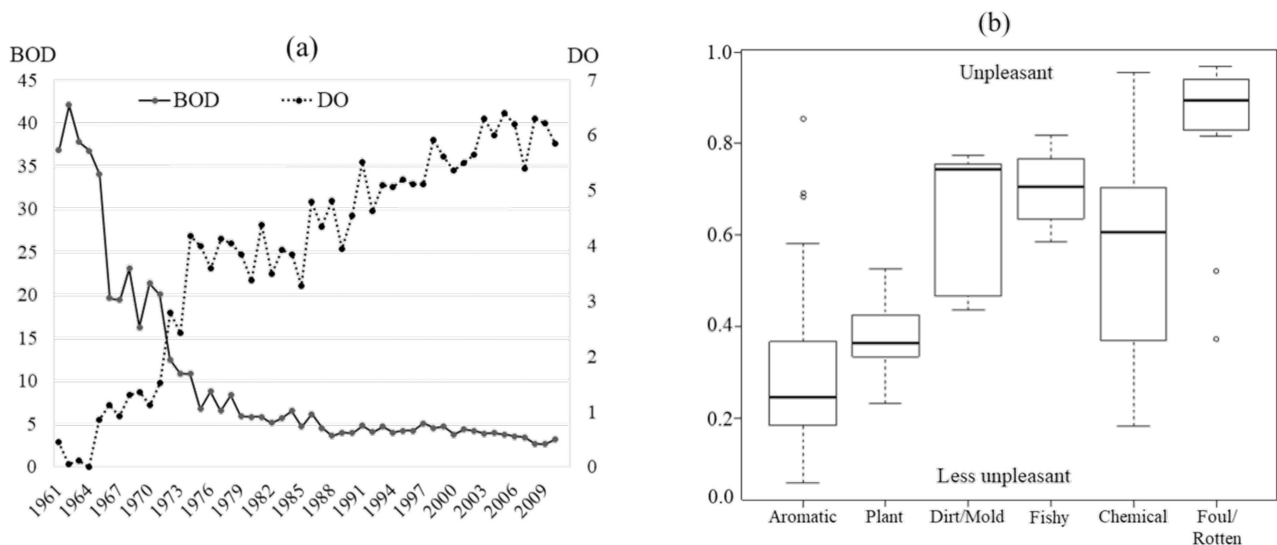 (a)
BOD
DO
45
40
35
30
25
20
15
10
5
0
7
6
5
4
3
2
1
0
BOD
DO
1961
1964
1967
1970
1973
1976
1979
1982
1985
1988
1991
1994
1997
2000
2003
2006
2009
(b)
1.0
0.8
0.6
0.4
0.2
0.0
Unpleasant
Less unpleasant
Aromatic
Plant
Dirt/Mold
Fishy
Chemical
Foul/
Rotten